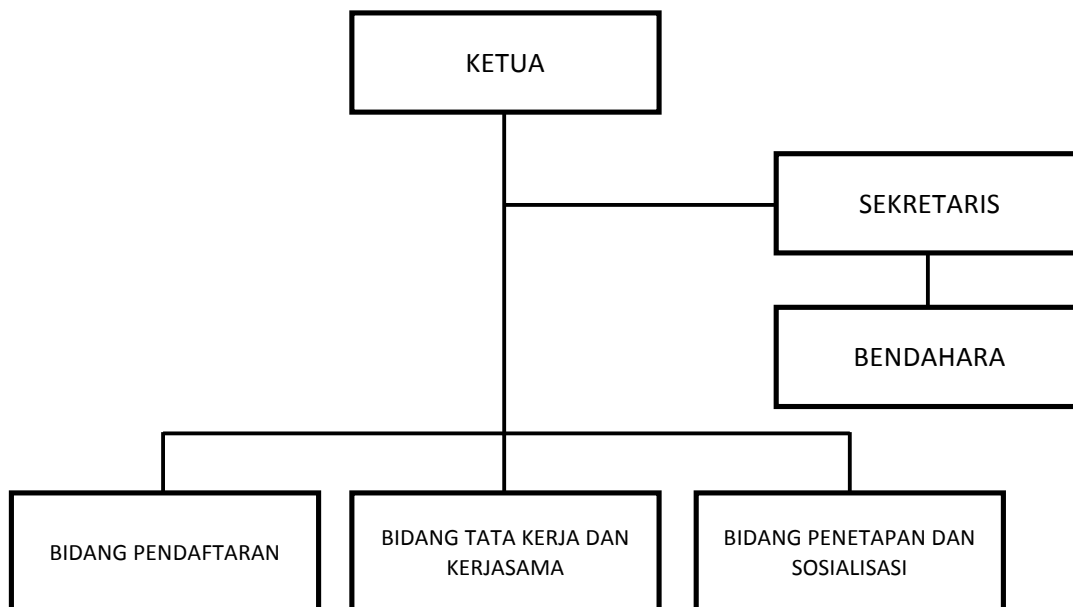 KETUA
SEKRETARIS
BENDAHARA
BIDANG PENDAFTARAN
BIDANG TATA KERJA DAN
KERJASAMA
BIDANG PENETAPAN DAN
SOSIALISASI